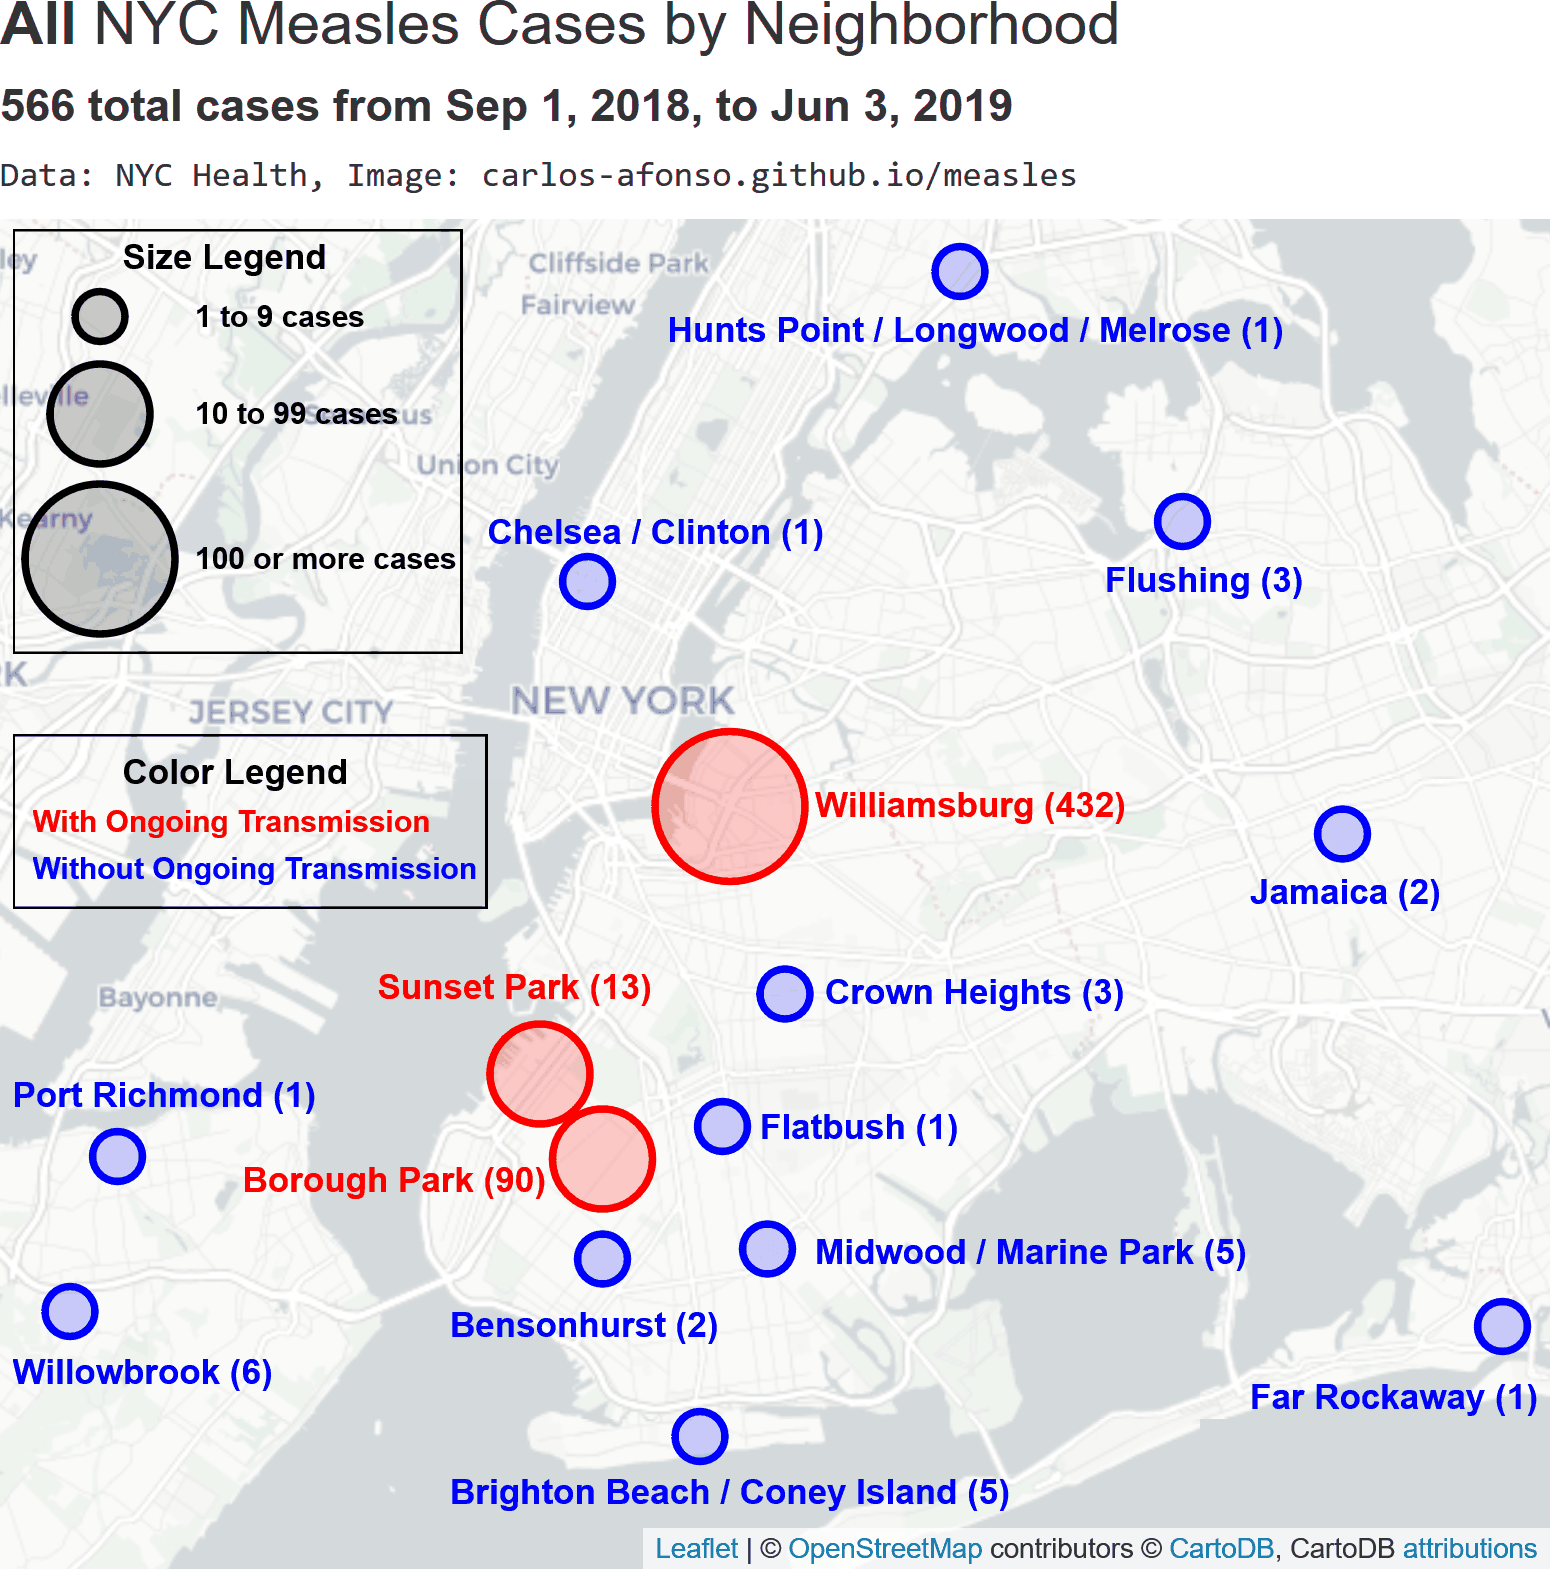 All NYC Measles Cases by Neighborhood
566 total cases from Sep 1, 2018, to Jun 3, 2019
Data: NYC Health, Image: carlos-afonso.github.io/measles
Size Legend
1 to 9 cases
10 to 99 cases
100 or more cases
Cliffside Park
Fairview
Union City
Kearny
Hunts Point / Longwood / Melrose (1)
Chelsea / Clinton (1)
Flushing (3)
NEW YORK
JERSEY CITY
Color Legend
With Ongoing Transmission
Without Ongoing Transmission
Williamsburg (432)
Jamaica (2)
Sunset Park (13)
Crown Heights (3)
Bayonne
Port Richmond (1)
Flatbush (1)
Borough Park (90)
Midwood / Marine Park (5)
Bensonhurst (2)
Willowbrook (6)
Far Rockaway (1)
Brighton Beach / Coney Island (5)
Leaflet | © OpenStreetMap contributors © CartoDB, CartoDB attributions